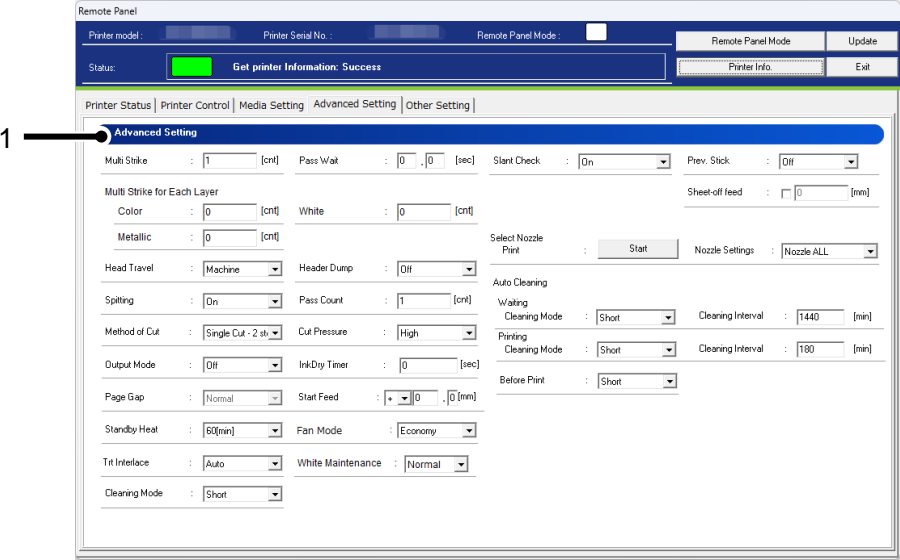 Remote Panel
Printer model : Printer Serial No. : Remote Panel Mode :
Remote Panel Mode Update
Status: Get printer Information: Success
Printer Info. Exit
Printer Status Printer Control Media Setting Advanced Setting Other Setting
1
Advanced Setting
Multi Strike : 1 [cnt] Pass Wait : 0 . 0 [sec] Slant Check : On Prev. Stick : Off
Multi Strike for Each Layer Sheet-off feed : 0 [mm]
Color : 0 [cnt] White : 0 [cnt]
Metallic : 0 [cnt]
Select Nozzle
Print : Start Nozzle Settings : Nozzle ALL
Head Travel : Machine Header Dump : Off
Auto Cleaning
Spitting : On Pass Count : 1 [cnt]
Waiting
Cleaning Mode : Short Cleaning Interval : 1440 [min]
Method of Cut : Single Cut - 2 st Cut Pressure : High
Printing
Cleaning Mode : Short Cleaning Interval : 180 [min]
Output Mode : Off InkDry Timer : 0 [sec]
Before Print : Short
Page Gap : Normal Start Feed : + 0 . 0 [mm]
Standby Heat : 60[min] Fan Mode : Economy
Trt Interlace : Auto White Maintenance : Normal
Cleaning Mode : Short